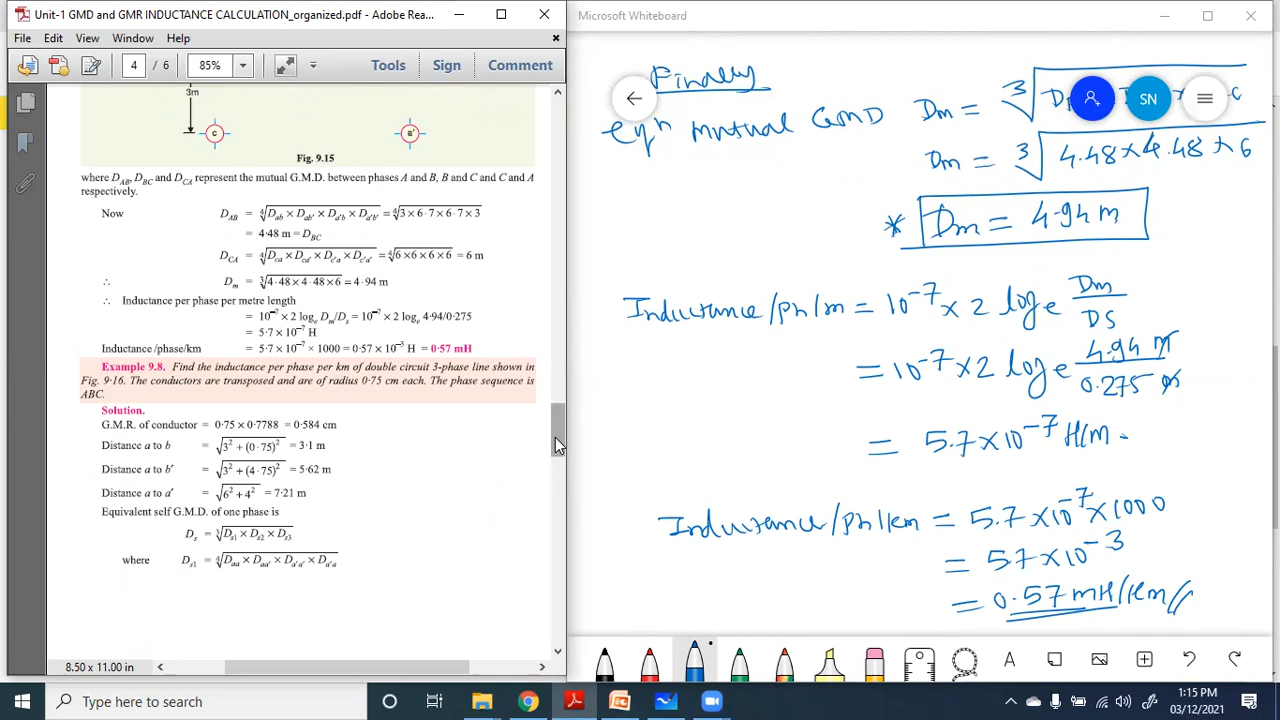 Unit-1 GMD and GMR INDUCTANCE CALCULATION_organized.pdf - Adobe Rea...
File Edit View Window Help
4 / 6 85% Tools Sign Comment
3m
c a'
Fig. 9.15
where D_AB, D_BC and D_CA represent the mutual G.M.D. between phases A and B, B and C and C and A
respectively.
Now D_AB = ∜(D_ab × D_ab' × D_a'b × D_a'b') = ∜(3 × 6·7 × 6·7 × 3)
= 4·48 m = D_BC
D_CA = ∜(D_ca × D_ca' × D_c'a × D_c'a') = ∜(6 × 6 × 6 × 6) = 6 m
∴ D_m = ∛(4·48 × 4·48 × 6) = 4·94 m
∴ Inductance per phase per metre length
= 10⁻⁷ × 2 log_e D_m/D_s = 10⁻⁷ × 2 log_e 4.94/0.275
= 5·7 × 10⁻⁷ H
Inductance /phase/km = 5·7 × 10⁻⁷ × 1000 = 0·57 × 10⁻³ H = 0·57 mH
Example 9.8. Find the inductance per phase per km of double circuit 3-phase line shown in
Fig. 9·16. The conductors are transposed and are of radius 0·75 cm each. The phase sequence is
ABC.
Solution.
G.M.R. of conductor = 0·75 × 0.7788 = 0·584 cm
Distance a to b = √(3² + (0·75)²) = 3·1 m
Distance a to b′ = √(3² + (4·75)²) = 5·62 m
Distance a to a′ = √(6² + 4²) = 7·21 m
Equivalent self G.M.D. of one phase is
D_s = ∛(D_s1 × D_s2 × D_s3)
where D_s1 = ∜(D_aa × D_aa' × D_a'a' × D_a'a)
8.50 x 11.00 in
Microsoft Whiteboard
SN
Finally
eqn mutual GMD Dm =
Dm = ∛(4.48×4.48×6)
* Dm = 4.94 m
Inductance/ph/m = 10⁻⁷ × 2 loge Dm/DS
= 10⁻⁷ × 2 loge 4.94 m/0.275 m
= 5.7×10⁻⁷ H/m
Inductance/ph/km = 5.7×10⁻⁷×1000
= 57×10⁻³
= 0.57 mH/Km//
A
Type here to search
1:15 PM
03/12/2021